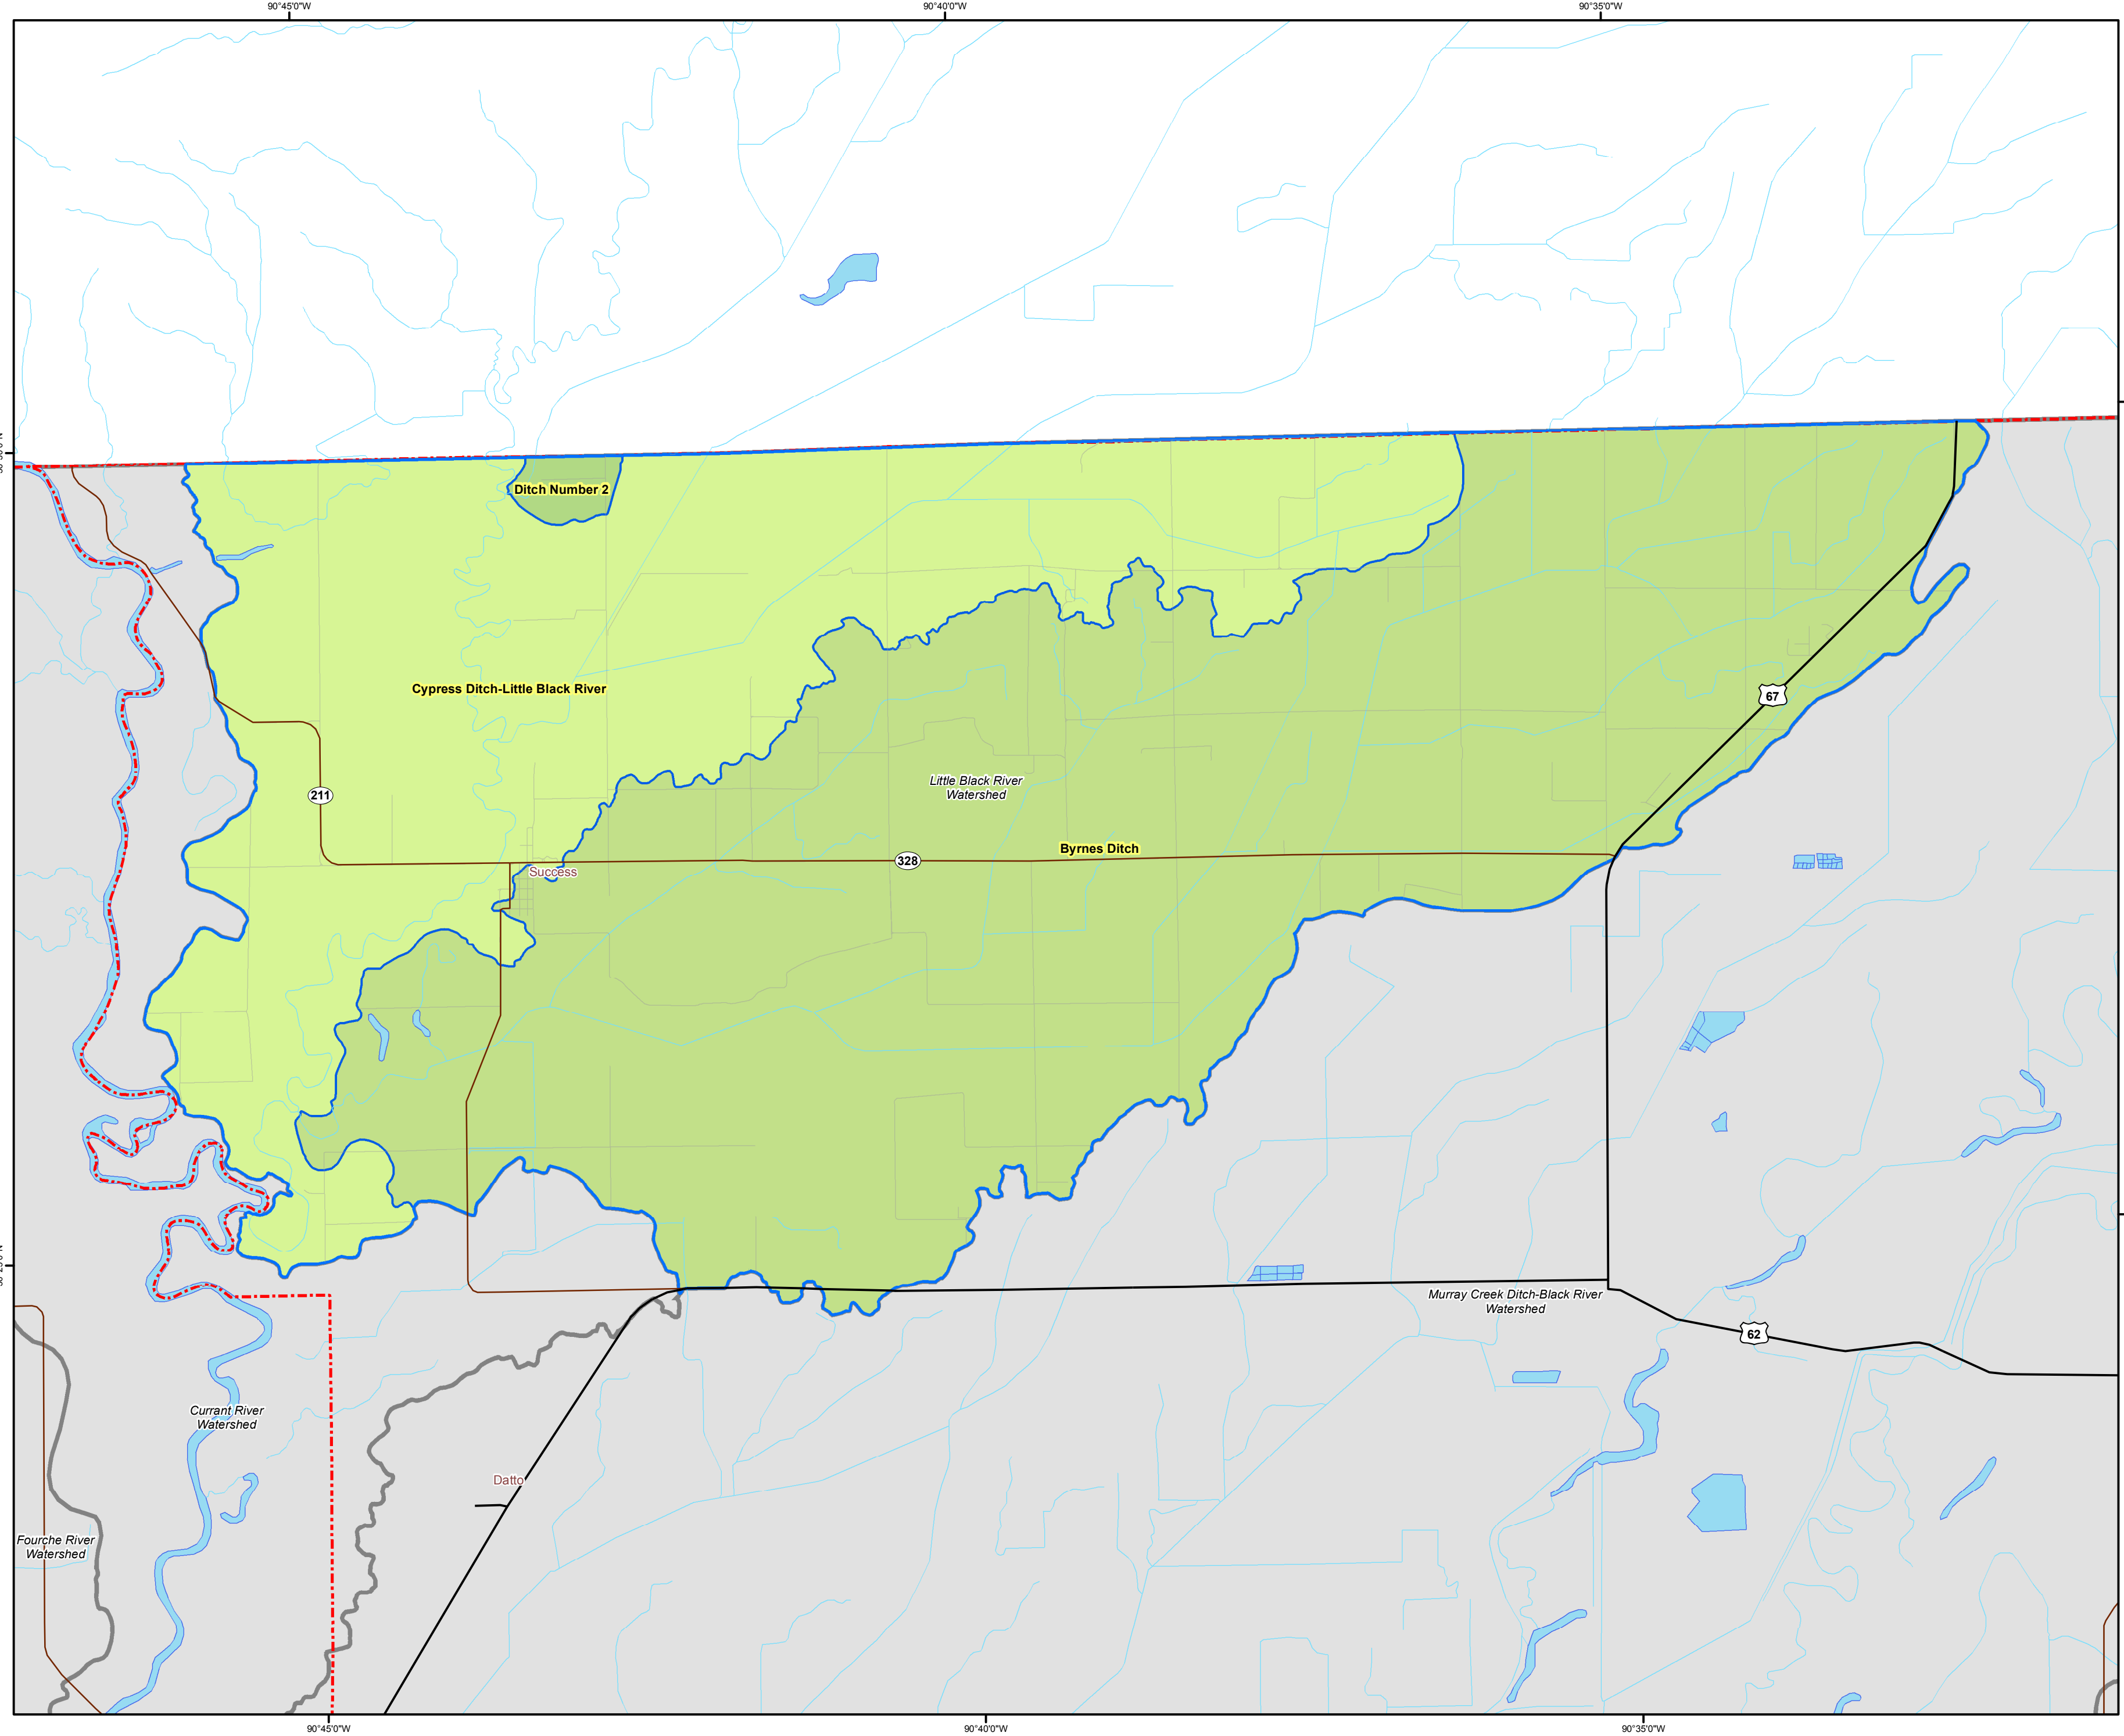 90°45'0"W
90°40'0"W
90°35'0"W
Ditch Number 2
Cypress Ditch-Little Black River
67
Little Black River
Watershed
211
Byrnes Ditch
328
Success
Murray Creek Ditch-Black River
Watershed
62
Currant River
Watershed
Datto
Fourche River
Watershed
90°45'0"W
90°40'0"W
90°35'0"W